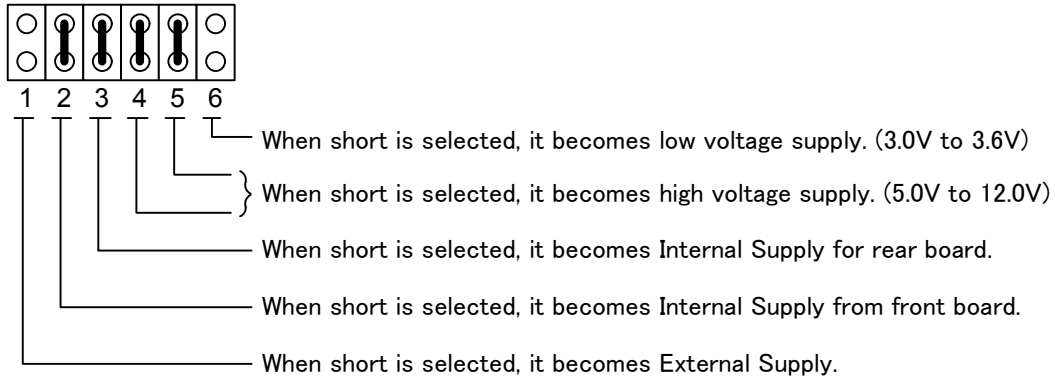 1 2 3 4 5 6
When short is selected, it becomes low voltage supply. (3.0V to 3.6V)
When short is selected, it becomes high voltage supply. (5.0V to 12.0V)
When short is selected, it becomes Internal Supply for rear board.
When short is selected, it becomes Internal Supply from front board.
When short is selected, it becomes External Supply.